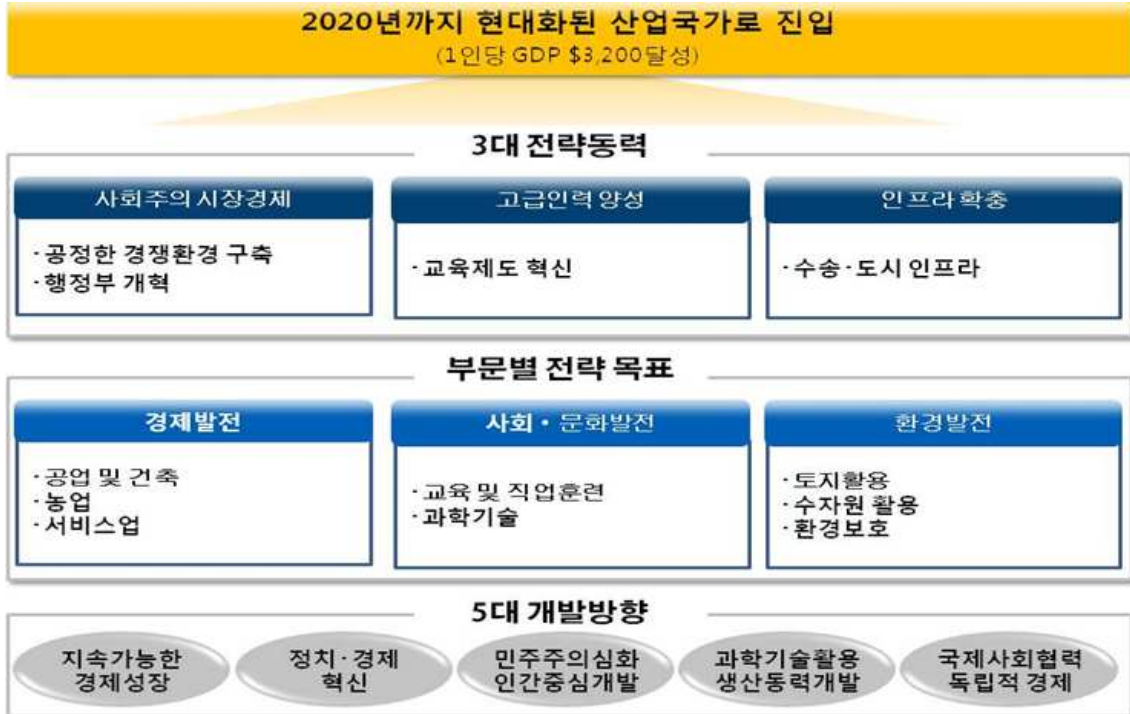 2020년까지 현대화된 산업국가로 진입
(1인당 GDP $3,200달성)
3대 전략동력
사회주의 시장경제
· 공정한 경쟁환경 구축
· 행정부 개혁
고급인력 양성
· 교육제도 혁신
인프라 확충
· 수송·도시 인프라
부문별 전략 목표
경제발전
· 공업 및 건축
· 농업
· 서비스업
사회 • 문화발전
· 교육 및 직업훈련
· 과학기술
환경발전
· 토지활용
· 수자원 활용
· 환경보호
5대 개발방향
지속가능한
경제성장
정치·경제
혁신
민주주의심화
인간중심개발
과학기술활용
생산동력개발
국제사회협력
독립적 경제